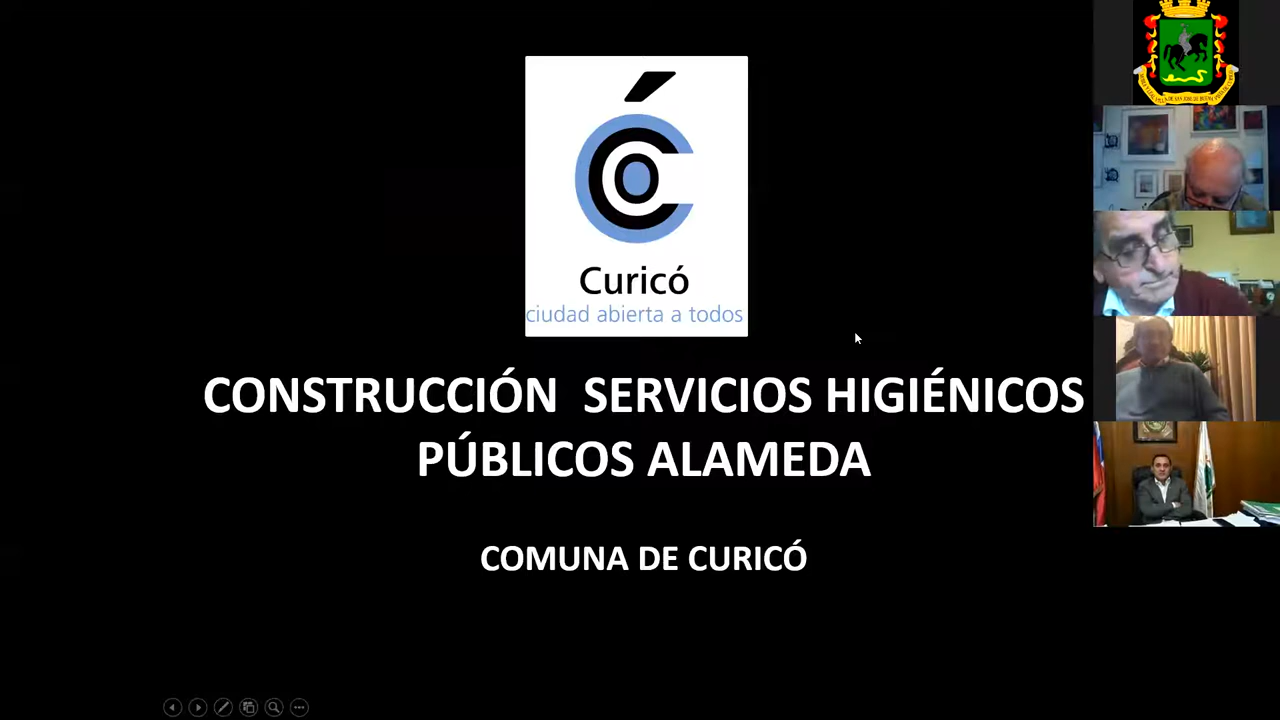 Curicó
ciudad abierta a todos
CONSTRUCCIÓN SERVICIOS HIGIÉNICOS
PÚBLICOS ALAMEDA
COMUNA DE CURICÓ